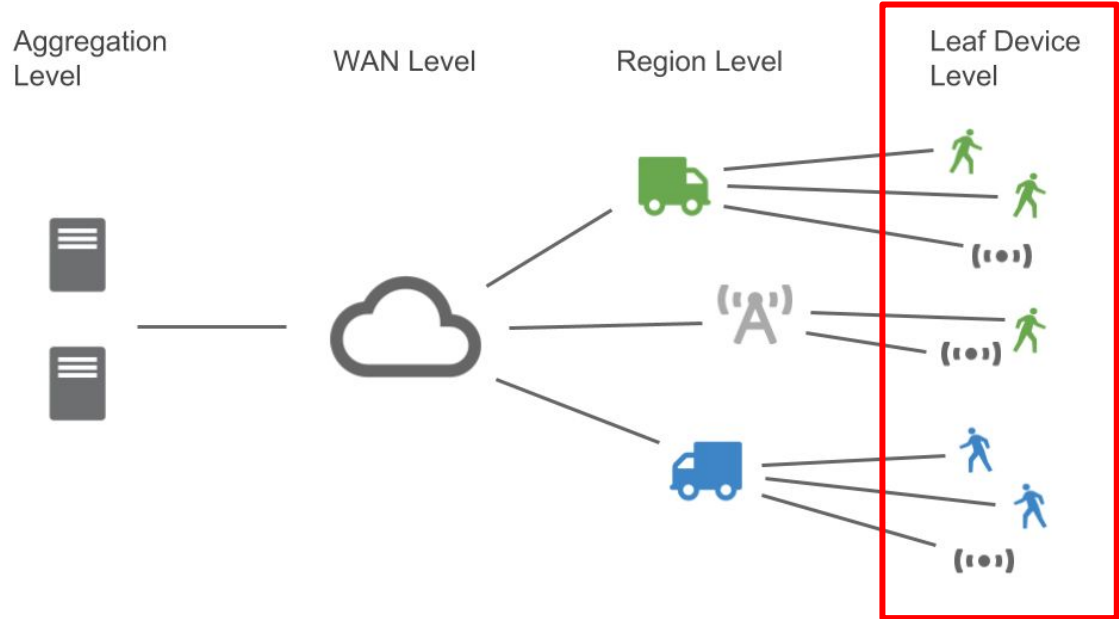 Aggregation
Level
WAN Level
Region Level
Leaf Device
Level